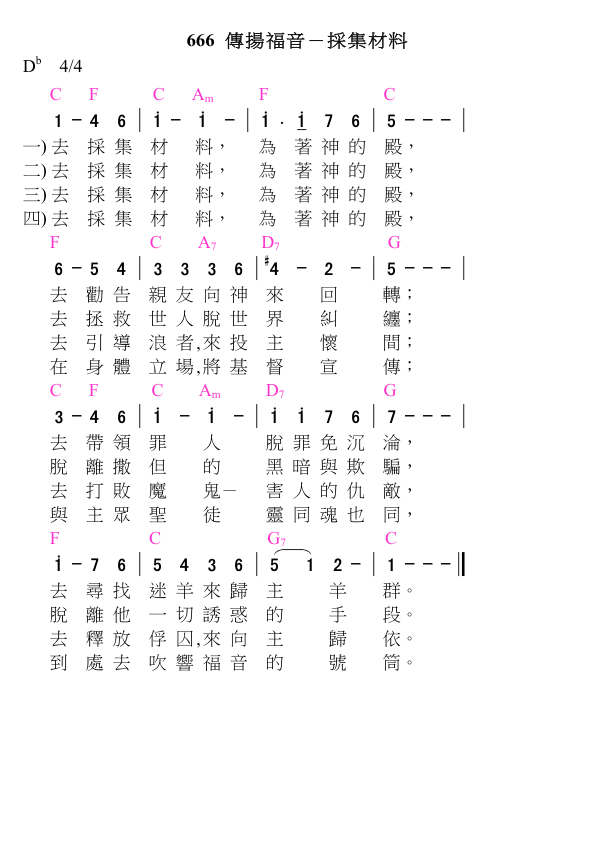 666 傳揚福音－採集材料
D♭ 4/4
C F C Am F C
1 － 4 6 | i － i － | i · i 7 6 | 5 － － － |
一) 去 採 集 材 料， 為 著 神 的 殿，
二) 去 採 集 材 料， 為 著 神 的 殿，
三) 去 採 集 材 料， 為 著 神 的 殿，
四) 去 採 集 材 料， 為 著 神 的 殿，
F C A7 D7 G
6 － 5 4 | 3 3 3 6 | ♯4 － 2 － | 5 － － － |
去 勸 告 親 友 向 神 來 回 轉；
去 拯 救 世 人 脫 世 界 糾 纏；
去 引 導 浪 者,來 投 主 懷 間；
在 身 體 立 場,將 基 督 宣 傳；
C F C Am D7 G
3 － 4 6 | i － i － | i i 7 6 | 7 － － － |
去 帶 領 罪 人 脫 罪 免 沉 淪，
脫 離 撒 但 的 黑 暗 與 欺 騙，
去 打 敗 魔 鬼－ 害 人 的 仇 敵，
與 主 眾 聖 徒 靈 同 魂 也 同，
F C G7 C
i － 7 6 | 5 4 3 6 | 5 1 2 － | 1 － － － ||
去 尋 找 迷 羊 來 歸 主 羊 群。
脫 離 他 一 切 誘 惑 的 手 段。
去 釋 放 俘 囚,來 向 主 歸 依。
到 處 去 吹 響 福 音 的 號 筒。